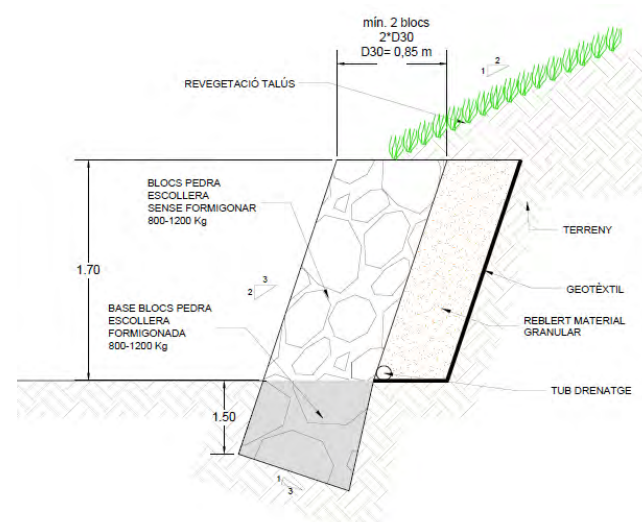 mín. 2 blocs
2*D30
D30= 0,85 m
2
1
REVEGETACIÓ TALÚS
BLOCS PEDRA
ESCOLLERA
SENSE FORMIGONAR
800-1200 Kg
TERRENY
1.70
3
2
GEOTÈXTIL
BASE BLOCS PEDRA
ESCOLLERA
FORMIGONADA
800-1200 Kg
REBLERT MATERIAL
GRANULAR
TUB DRENATGE
1.50
1
3